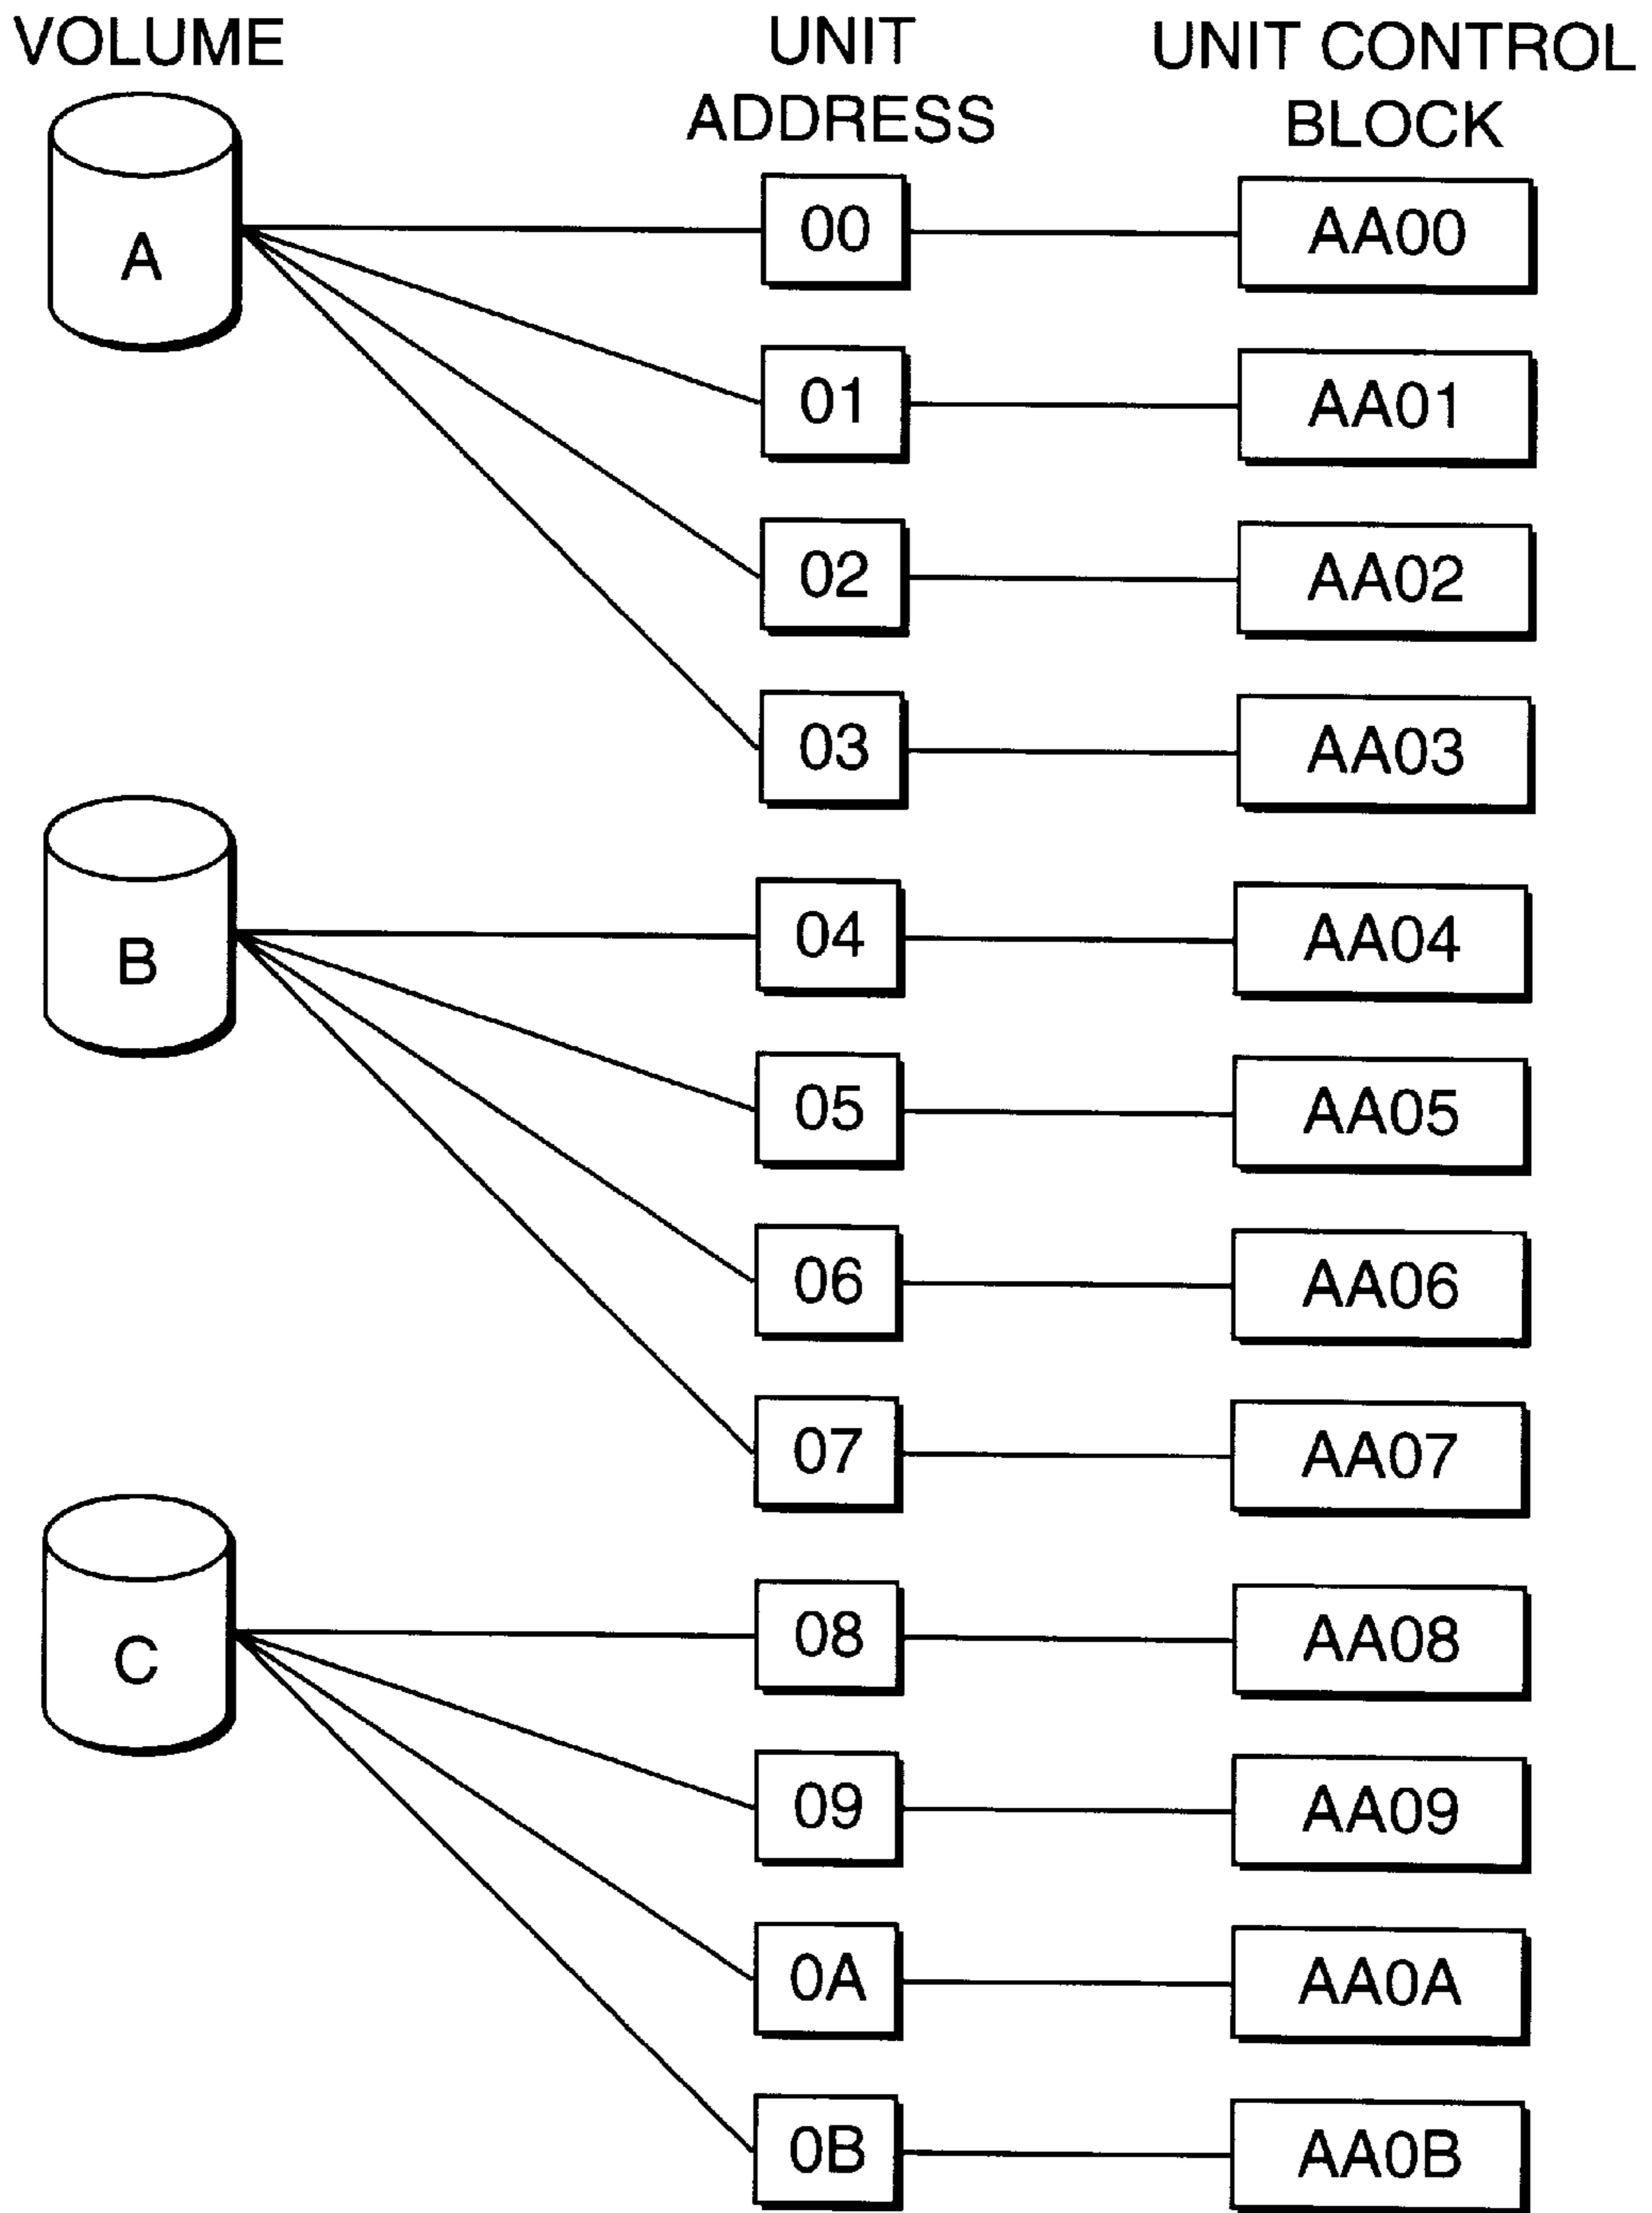 VOLUME
UNIT
ADDRESS
UNIT CONTROL
BLOCK
A
00
AA00
01
AA01
02
AA02
03
AA03
B
04
AA04
05
AA05
06
AA06
07
AA07
C
08
AA08
09
AA09
0A
AA0A
0B
AA0B